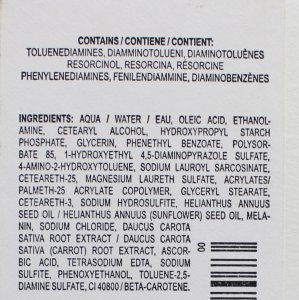 CONTAINS / CONTIENE / CONTIENT:
TOLUENEDIAMINES, DIAMMINOTOLUENI, DIAMINOTOLUÈNES
RESORCINOL, RESORCINA, RÉSORCINE
PHENYLENEDIAMINES, FENILENDIAMMINE, DIAMINOBENZÈNES
INGREDIENTS: AQUA / WATER / EAU, OLEIC ACID, ETHANOL-
AMINE, CETEARYL ALCOHOL, HYDROXYPROPYL STARCH
PHOSPHATE, GLYCERIN, PHENETHYL BENZOATE, POLYSOR-
BATE 85, 1-HYDROXYETHYL 4,5-DIAMINOPYRAZOLE SULFATE,
4-AMINO-2-HYDROXYTOLUENE, SODIUM LAUROYL SARCOSINATE,
CETEARETH-25, MAGNESIUM LAURETH SULFATE, ACRYLATES/
PALMETH-25 ACRYLATE COPOLYMER, GLYCERYL STEARATE,
CETEARETH-3, SODIUM HYDROSULFITE, HELIANTHUS ANNUUS
SEED OIL / HELIANTHUS ANNUUS (SUNFLOWER) SEED OIL, MELA-
NIN, SODIUM CHLORIDE, DAUCUS CAROTA
SATIVA ROOT EXTRACT / DAUCUS CAROTA
SATIVA (CARROT) ROOT EXTRACT, ASCOR-
BIC ACID, TETRASODIUM EDTA, SODIUM
SULFITE, PHENOXYETHANOL, TOLUENE-2,5-
DIAMINE SULFATE, CI 40800 / BETA-CAROTENE.
00